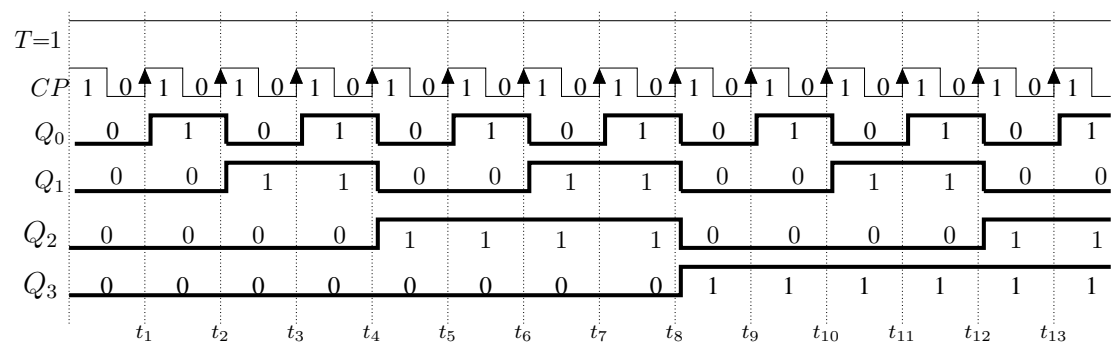 T=1
CP 1 0 1 0 1 0 1 0 1 0 1 0 1 0 1 0 1 0 1 0 1 0 1 0 1 0 1
Q0 0 1 0 1 0 1 0 1 0 1 0 1 0 1
Q1 0 0 1 1 0 0 1 1 0 0 1 1 0 0
Q2 0 0 0 0 1 1 1 1 0 0 0 0 1 1
Q3 0 0 0 0 0 0 0 0 1 1 1 1 1 1
t1 t2 t3 t4 t5 t6 t7 t8 t9 t10 t11 t12 t13